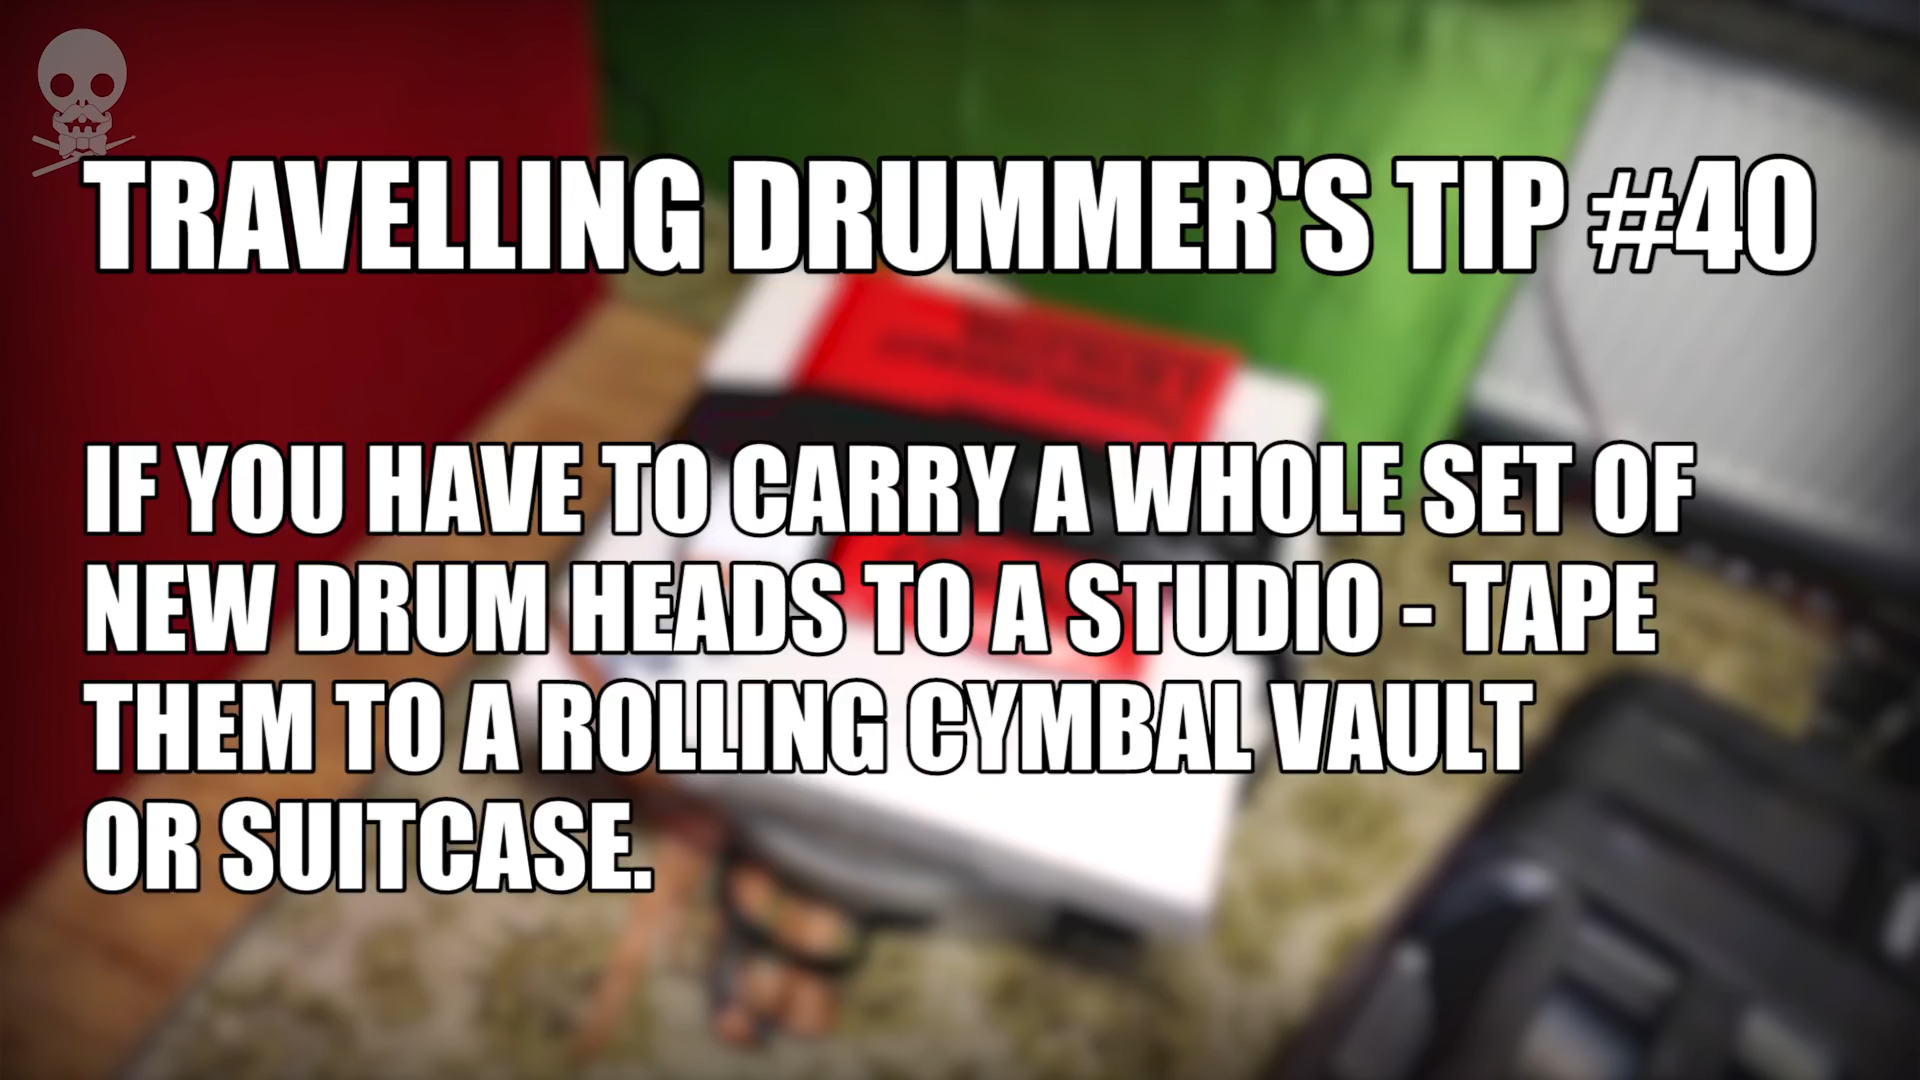 TRAVELLING DRUMMER'S TIP #40
IF YOU HAVE TO CARRY A WHOLE SET OF
NEW DRUM HEADS TO A STUDIO - TAPE
THEM TO A ROLLING CYMBAL VAULT
OR SUITCASE.